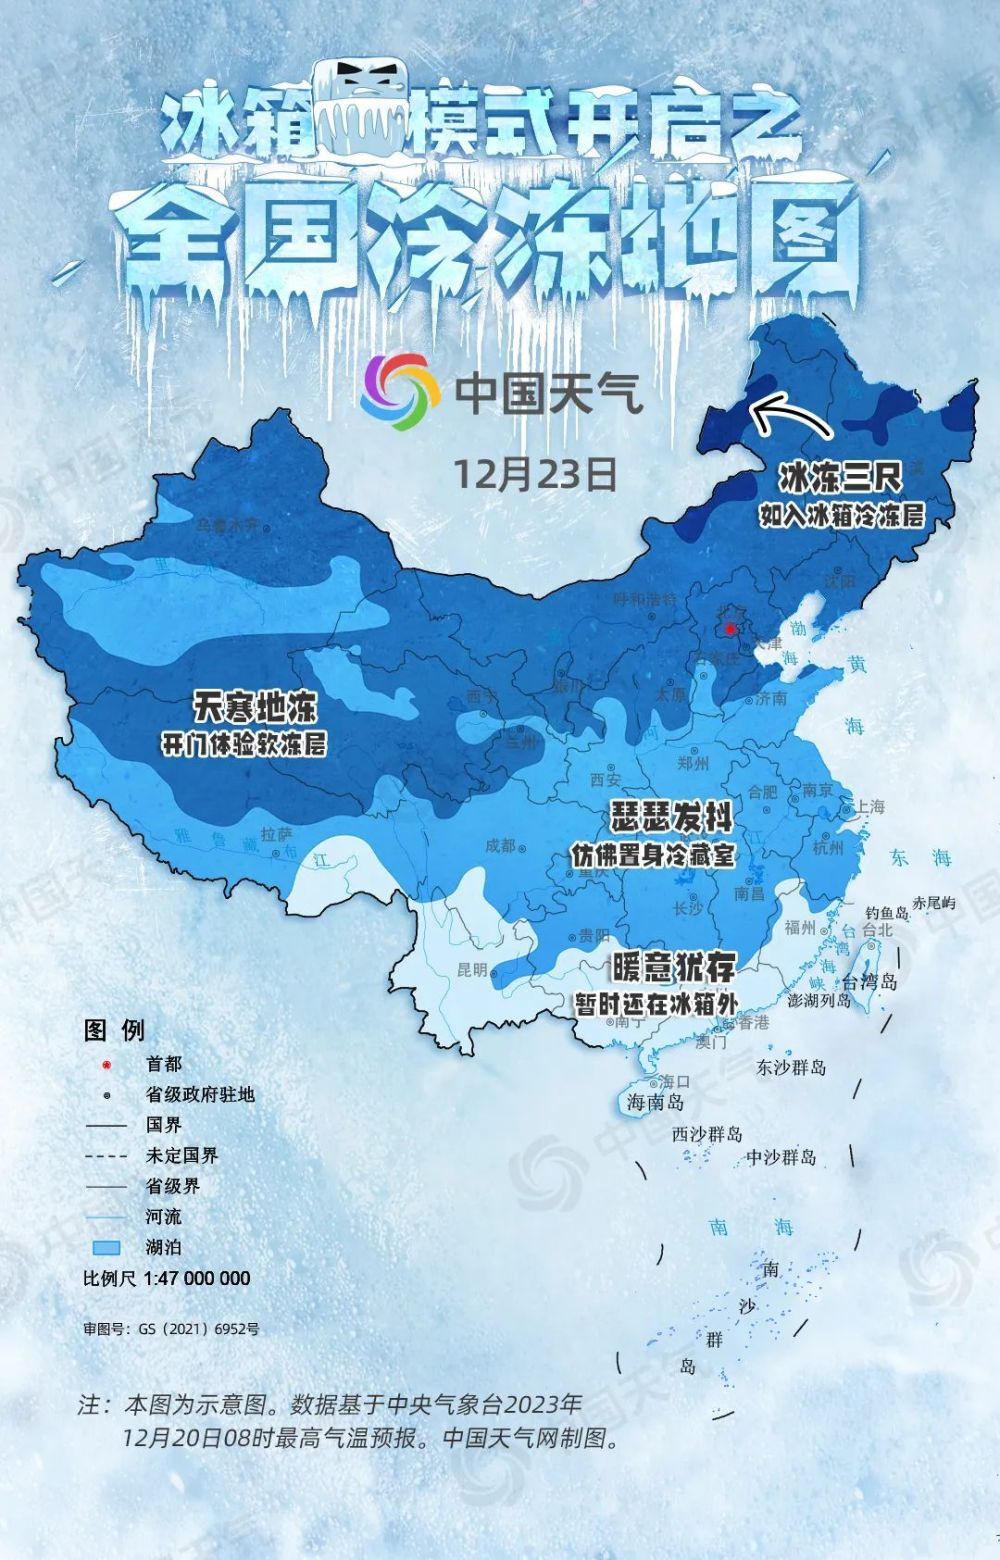 冰箱模式开启之
全国冷冻地图
中国天气
12月23日
冰冻三尺
如入冰箱冷冻层
乌鲁木齐
塔里木河
沈阳
呼和浩特
北京
天津
渤海
石家庄
黄海
银川
太原
济南
西宁
兰州
天寒地冻
开门体验软冻层
河
郑州
西安
合肥
南京
上海
瑟瑟发抖
仿佛置身冷藏室
雅鲁藏布江
拉萨
成都
重庆
江
杭州
东海
南昌
长沙
钓鱼岛
赤尾屿
福州
台北
台湾海峡
台湾岛
澎湖列岛
贵阳
昆明
暖意犹存
暂时还在冰箱外
南宁
香港
澳门
海口
海南岛
东沙群岛
西沙群岛
中沙群岛
南海
南沙群岛
图 例
首都
省级政府驻地
国界
未定国界
省级界
河流
湖泊
比例尺 1:47 000 000
审图号：GS（2021）6952号
注：本图为示意图。数据基于中央气象台2023年
12月20日08时最高气温预报。中国天气网制图。